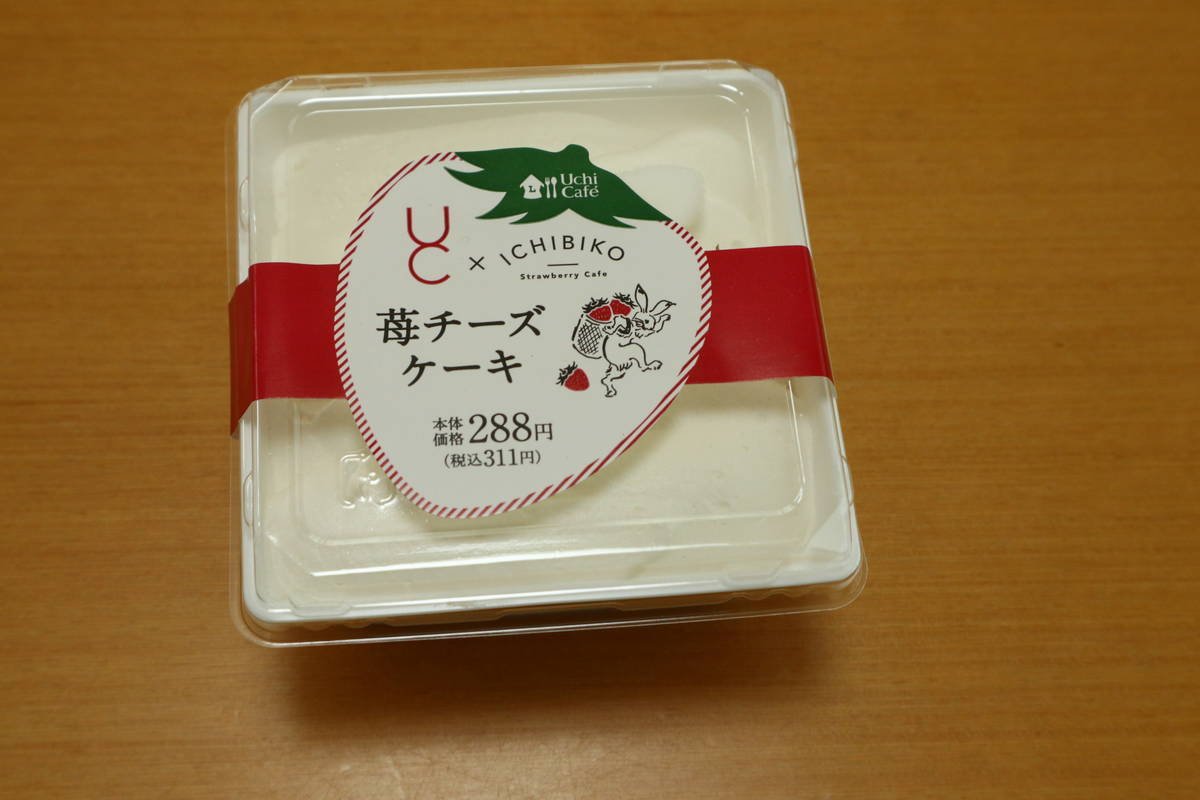 L
Uchi
Café
UC × ICHIBIKO
Strawberry Cafe
苺チーズ
ケーキ
本体
価格 288円
(税込311円)